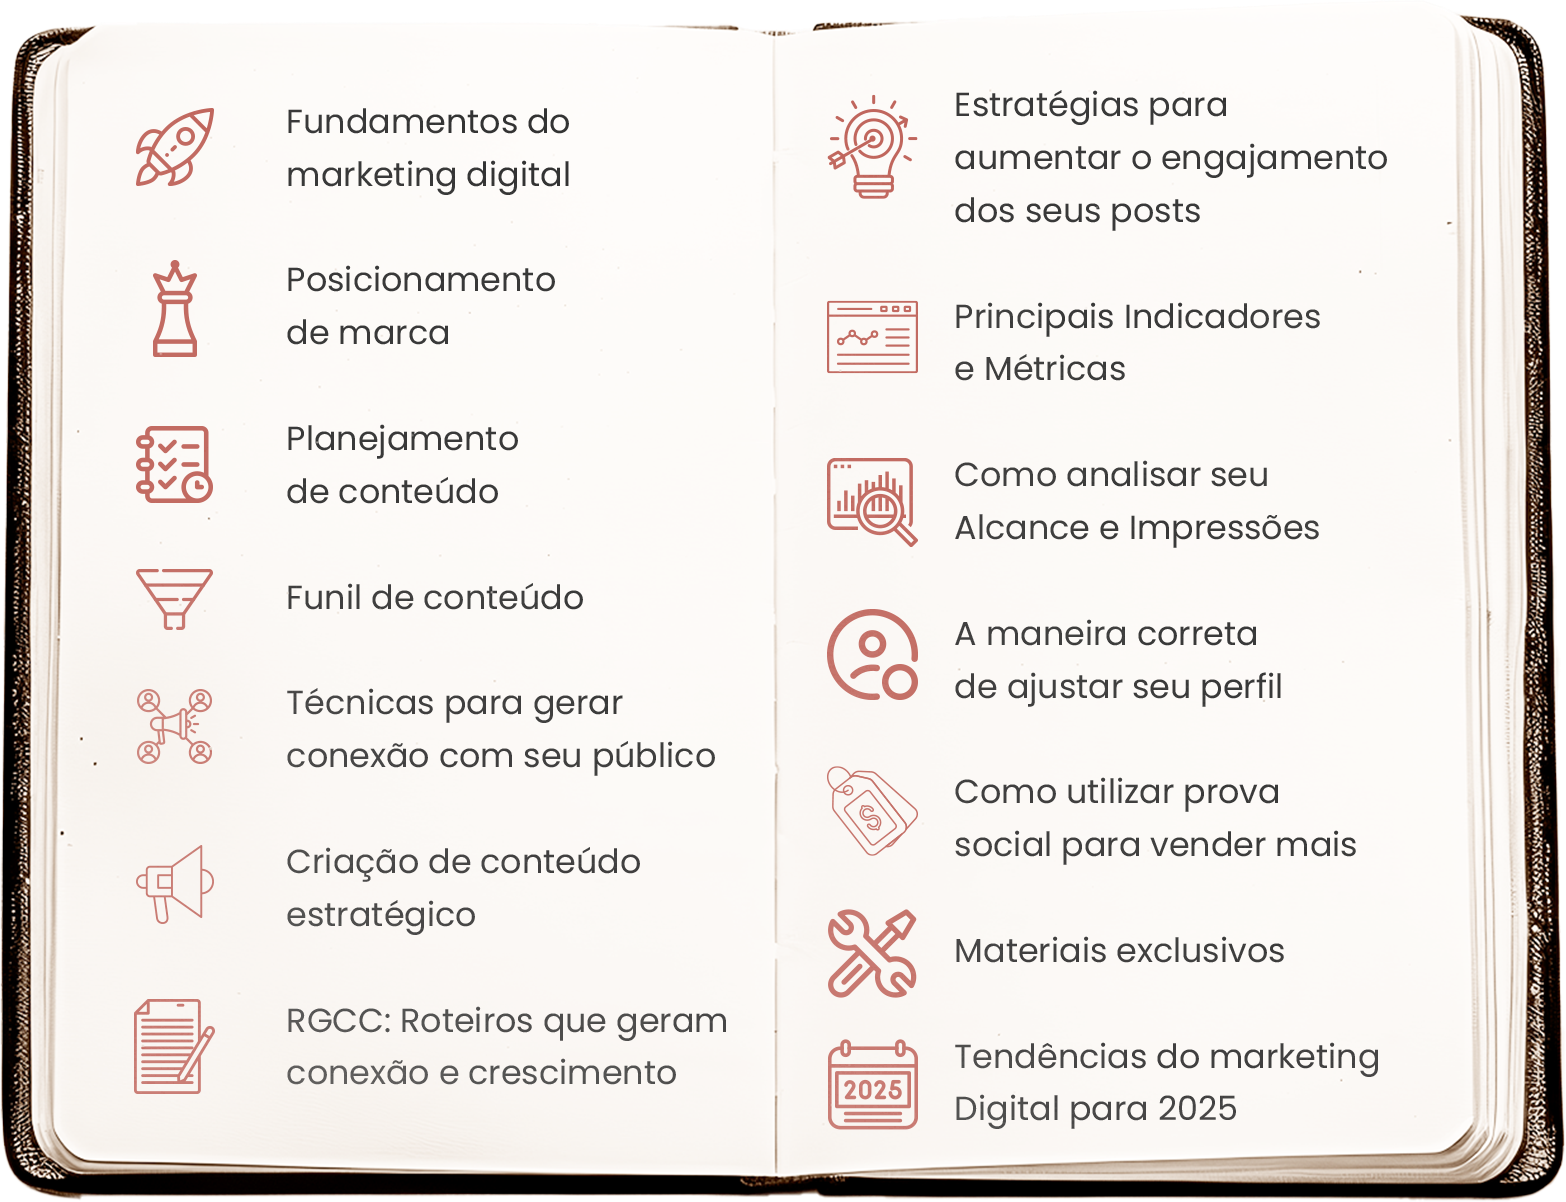 Fundamentos do
marketing digital
Posicionamento
de marca
Planejamento
de conteúdo
Funil de conteúdo
Técnicas para gerar
conexão com seu público
Criação de conteúdo
estratégico
RGCC: Roteiros que geram
conexão e crescimento
Estratégias para
aumentar o engajamento
dos seus posts
Principais Indicadores
e Métricas
Como analisar seu
Alcance e Impressões
A maneira correta
de ajustar seu perfil
$
Como utilizar prova
social para vender mais
Materiais exclusivos
2025
Tendências do marketing
Digital para 2025